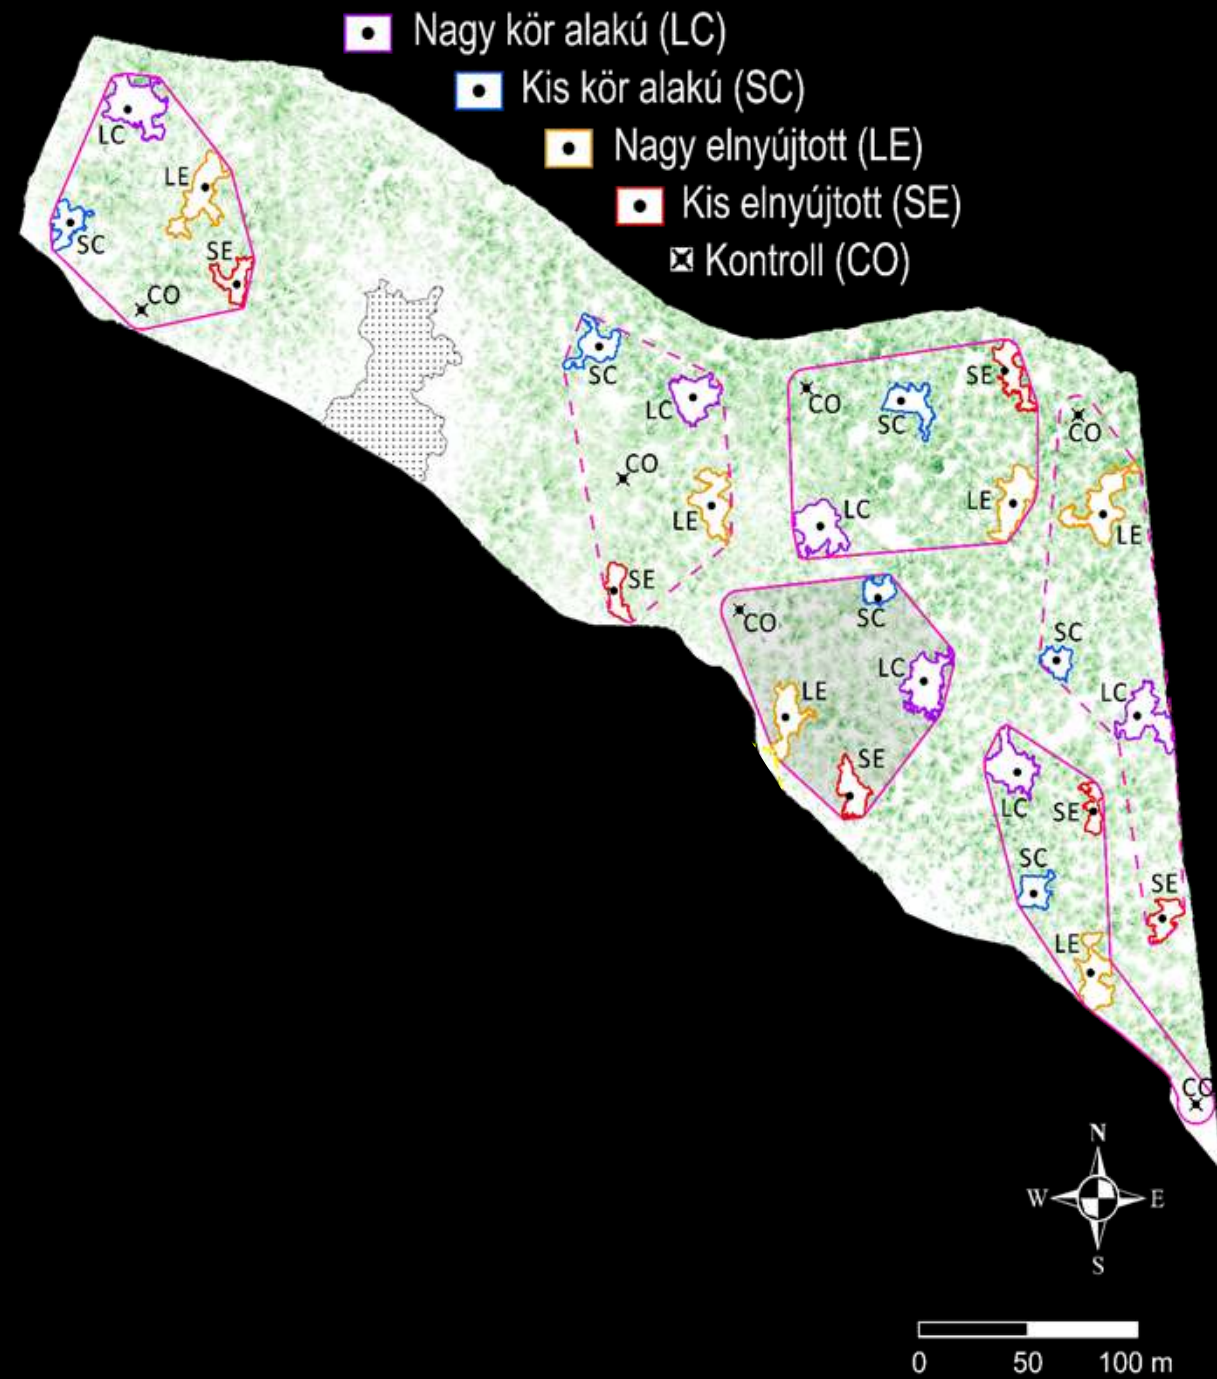 Nagy kör alakú (LC)
Kis kör alakú (SC)
Nagy elnyújtott (LE)
Kis elnyújtott (SE)
Kontroll (CO)
LC
LE
SC
SE
CO
SC
LC
CO
LE
SE
CO
SC
SE
LC
LE
CO
LE
SC
LC
SE
CO
SC
LC
LE
SE
LC
SE
SC
LE
CO
N
W E
S
0 50 100 m